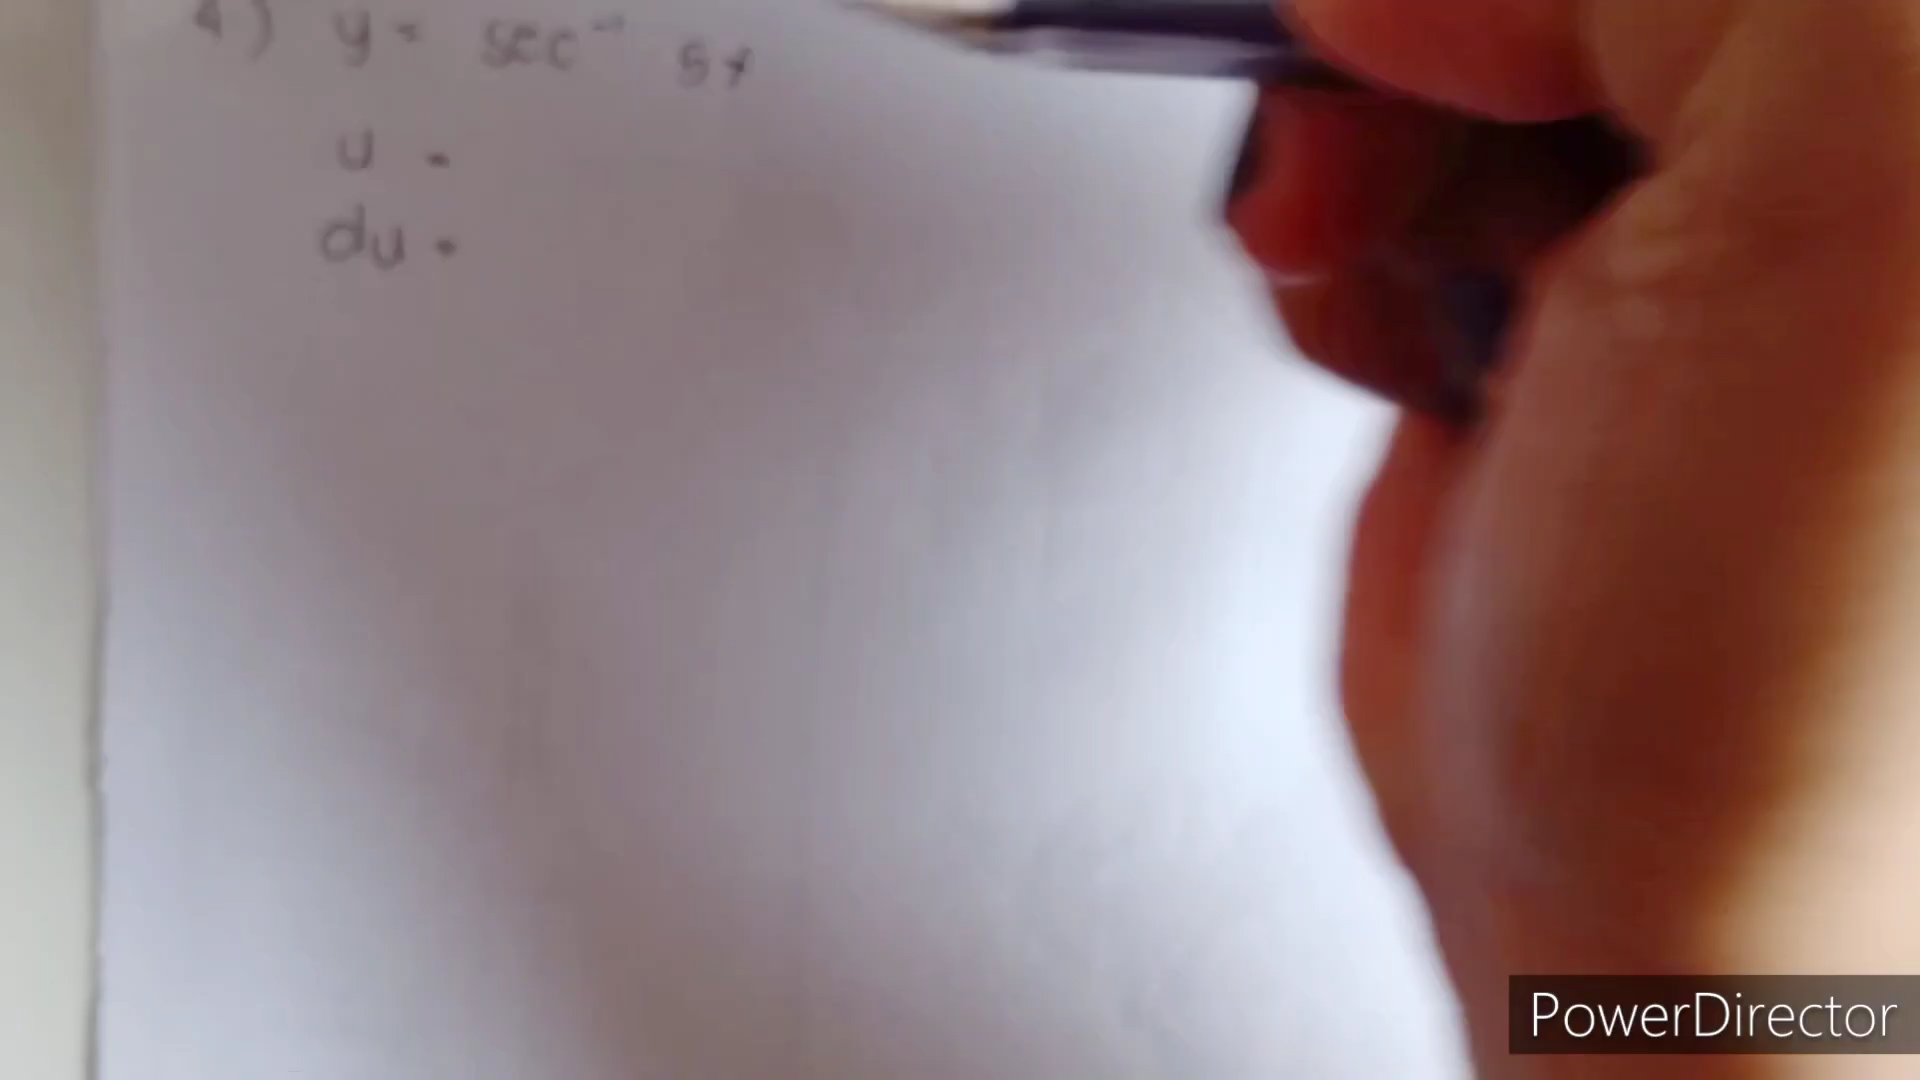 4) y = sec⁻¹ 5x
u =
du =
PowerDirector